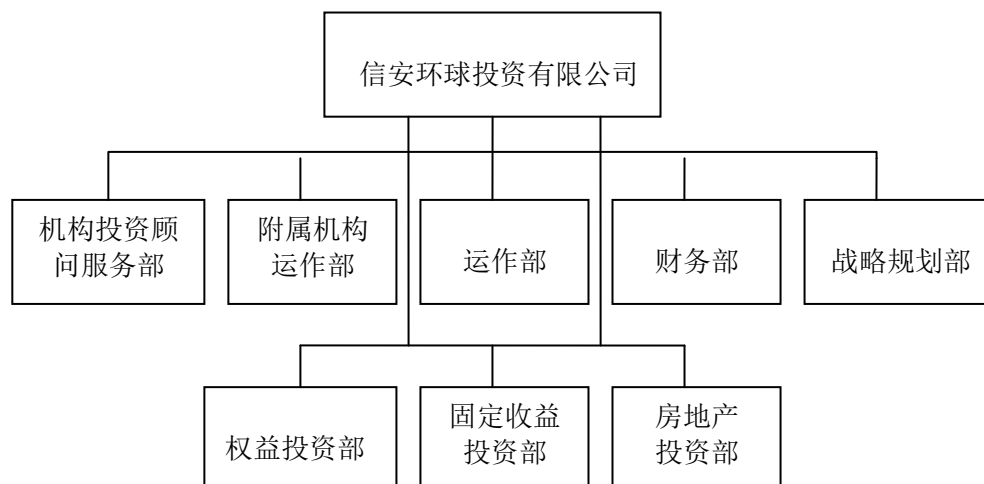 信安环球投资有限公司
机构投资顾
问服务部
附属机构
运作部
运作部
财务部
战略规划部
权益投资部
固定收益
投资部
房地产
投资部